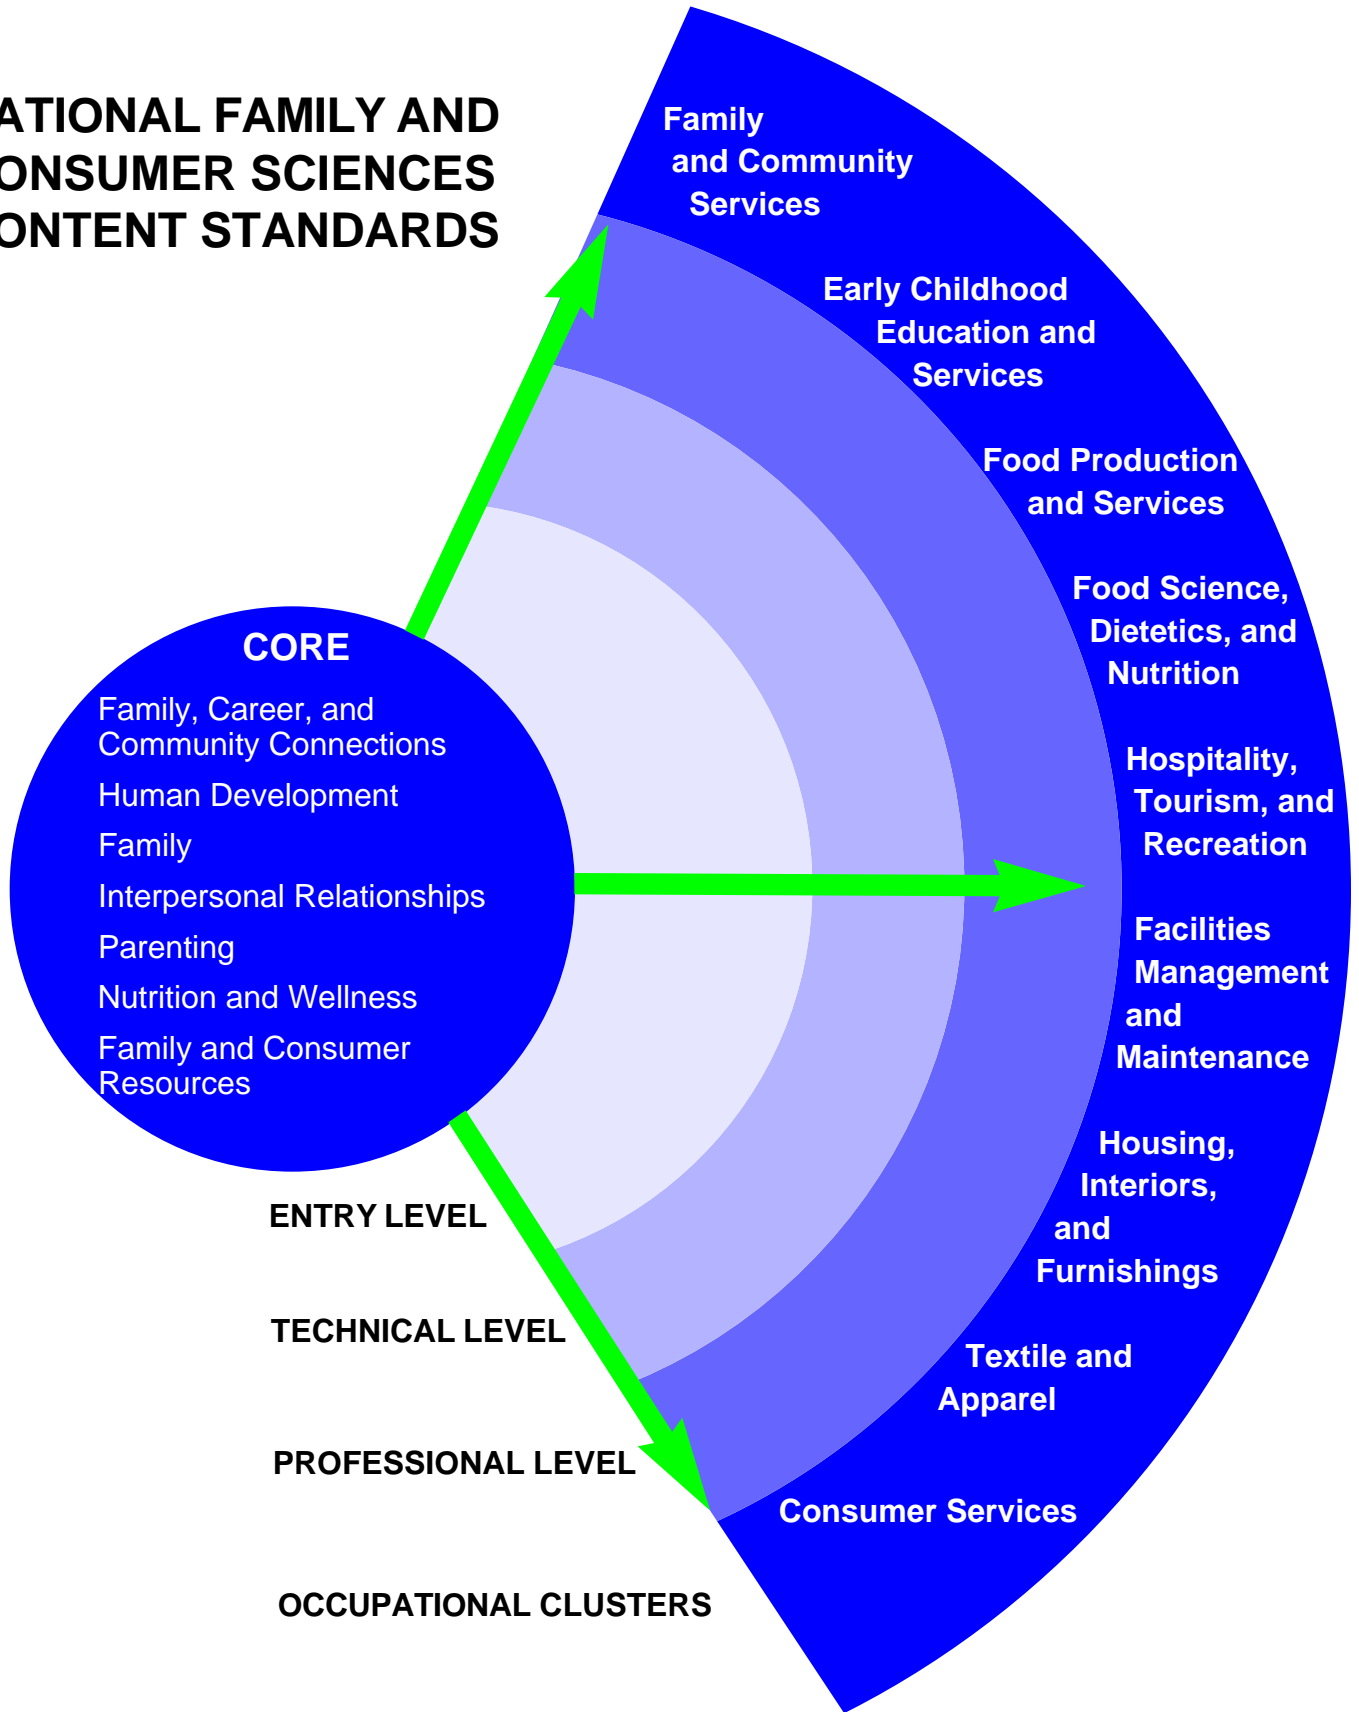 ATIONAL FAMILY AND
ONSUMER SCIENCES
ONTENT STANDARDS
Family
and Community
Services
Early Childhood
Education and
Services
Food Production
and Services
Food Science,
Dietetics, and
Nutrition
Hospitality,
Tourism, and
Recreation
Facilities
Management
and
Maintenance
Housing,
Interiors,
and
Furnishings
Textile and
Apparel
Consumer Services
CORE
Family, Career, and
Community Connections
Human Development
Family
Interpersonal Relationships
Parenting
Nutrition and Wellness
Family and Consumer
Resources
ENTRY LEVEL
TECHNICAL LEVEL
PROFESSIONAL LEVEL
OCCUPATIONAL CLUSTERS